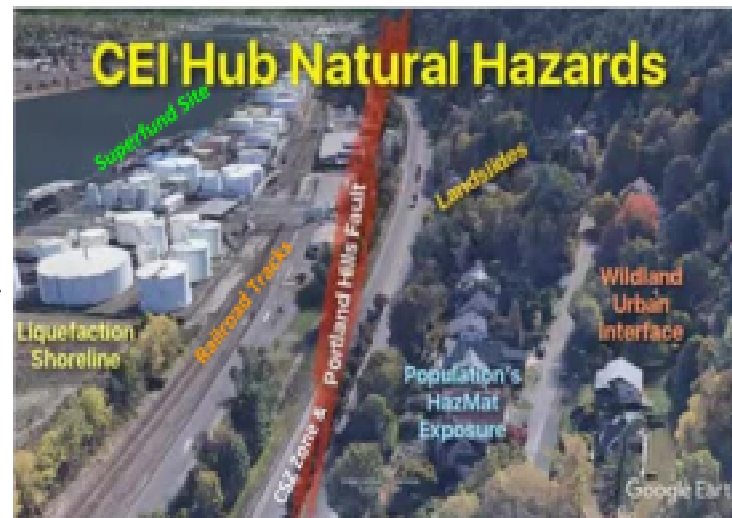 CEI Hub Natural Hazards
Superfund Site
Landslides
Portland Hills Fault
CSZ Zone &
Railroad Tracks
Wildland
Urban
Interface
Liquefaction
Shoreline
Population's
HazMat
Exposure
Google Eart